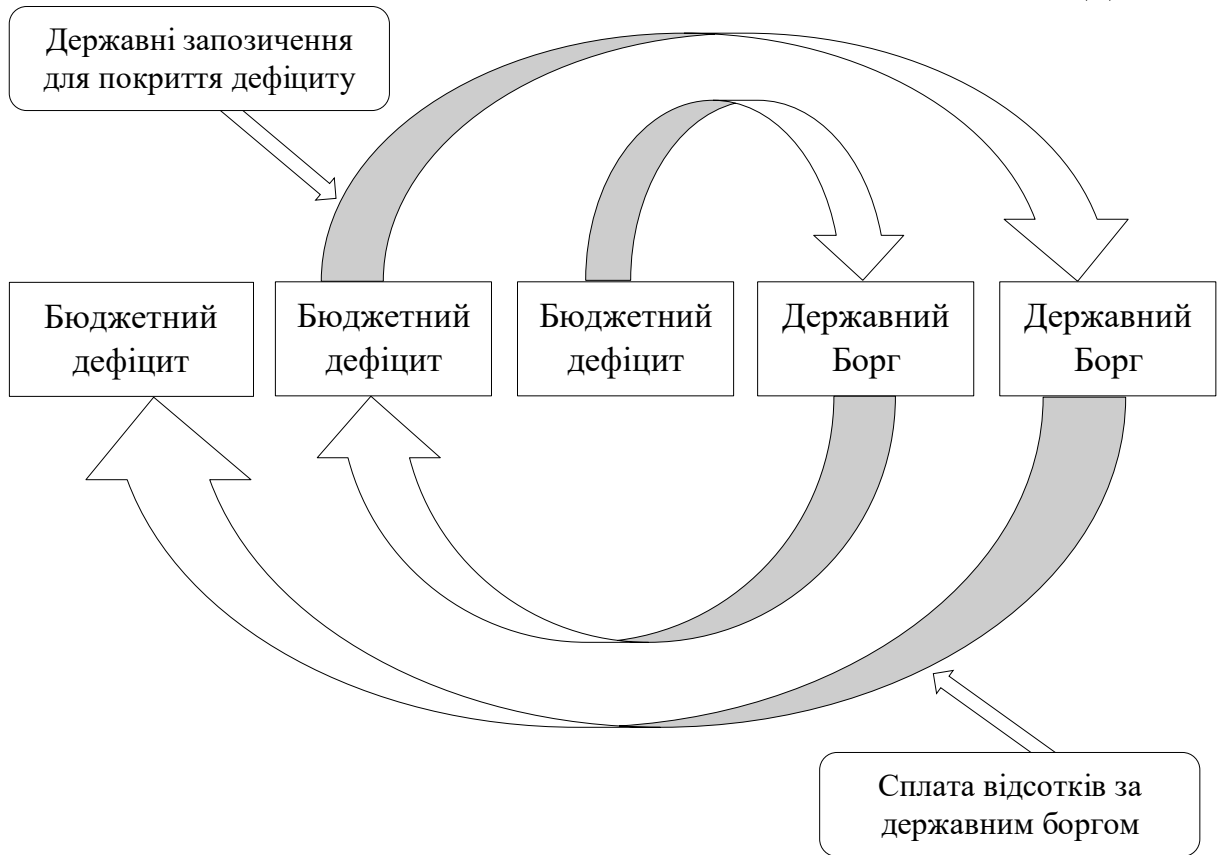 Державні запозичення
для покриття дефіциту
Бюджетний
дефіцит
Бюджетний
дефіцит
Бюджетний
дефіцит
Державний
Борг
Державний
Борг
Сплата відсотків за
державним боргом